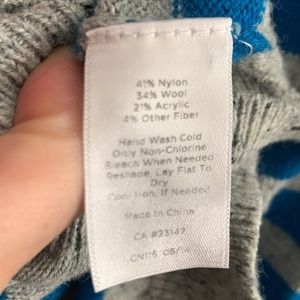 41% Nylon
34% Wool
21% Acrylic
4% Other Fiber
Hand Wash Cold
Only Non-Chlorine
Bleach When Needed
Reshape, Lay Flat To
Dry
Cool Iron, If Needed
Made In China
CA #23147